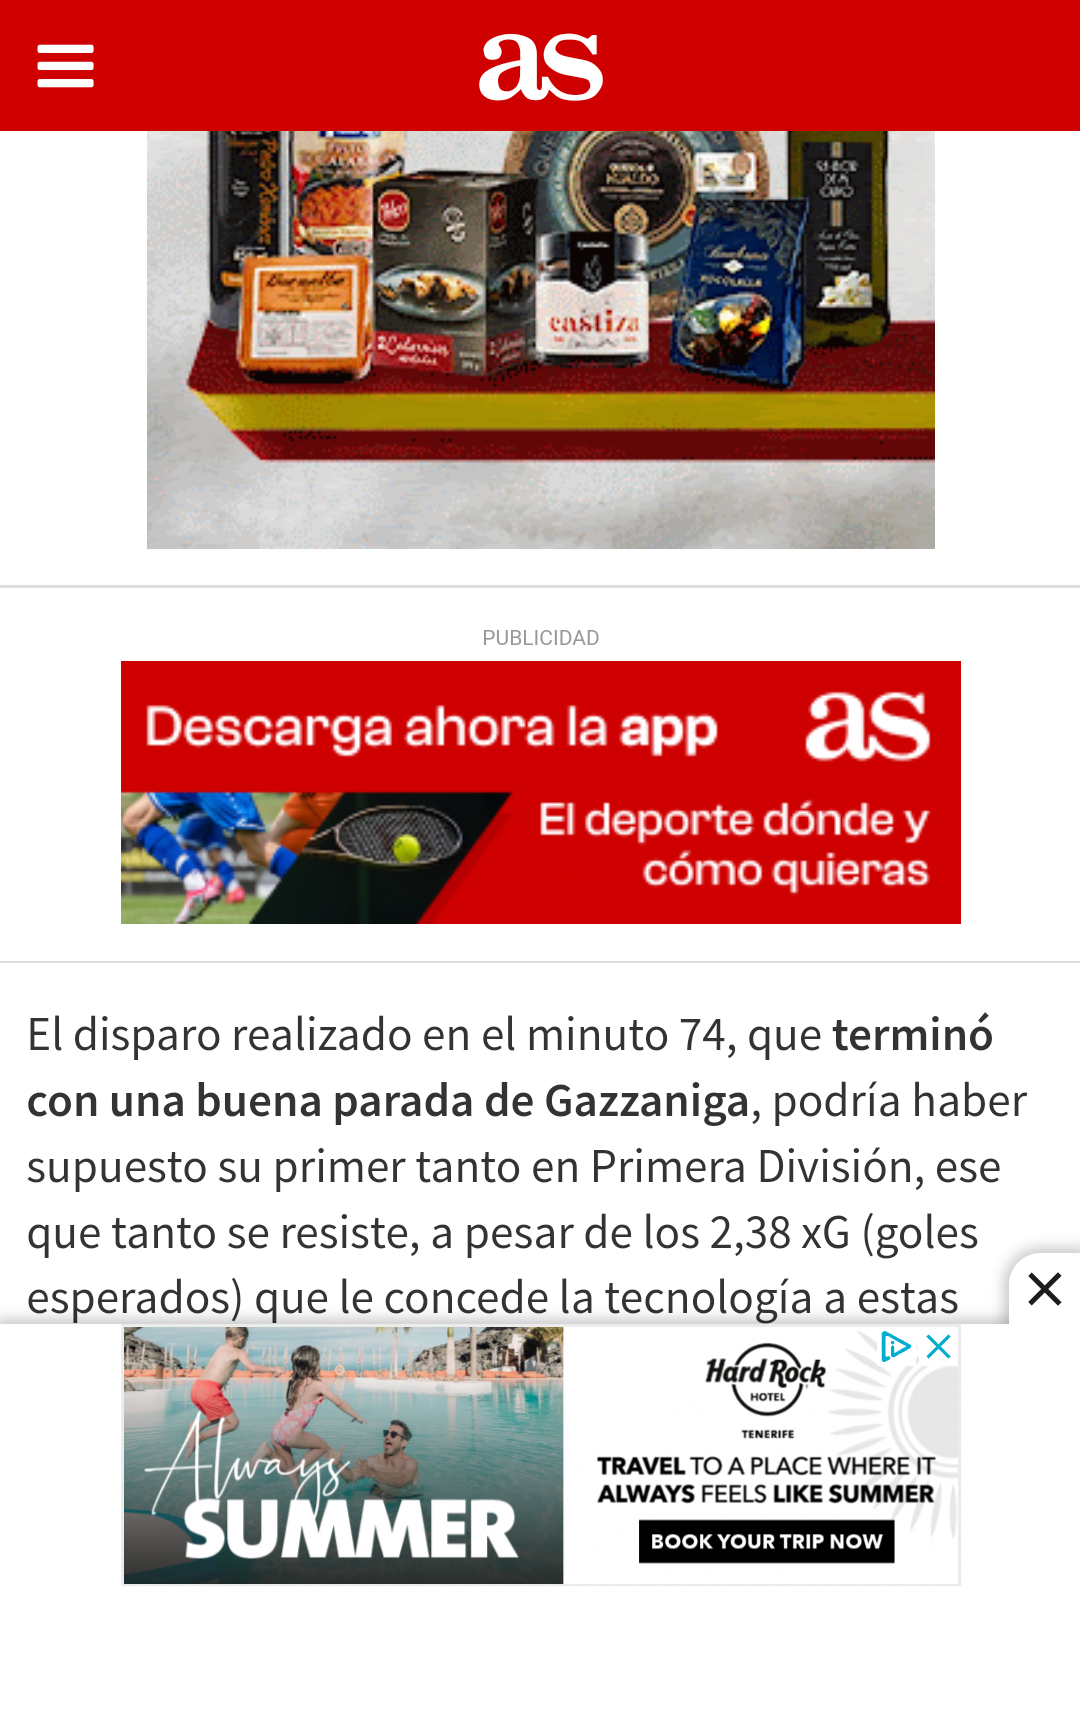 as
castiza
PUBLICIDAD
Descarga ahora la app
as
El deporte dónde y
cómo quieras
El disparo realizado en el minuto 74, que terminó
con una buena parada de Gazzaniga, podría haber
supuesto su primer tanto en Primera División, ese
que tanto se resiste, a pesar de los 2,38 xG (goles
esperados) que le concede la tecnología a estas
Always
SUMMER
Hard Rock
HOTEL
TENERIFE
TRAVEL TO A PLACE WHERE IT
ALWAYS FEELS LIKE SUMMER
BOOK YOUR TRIP NOW